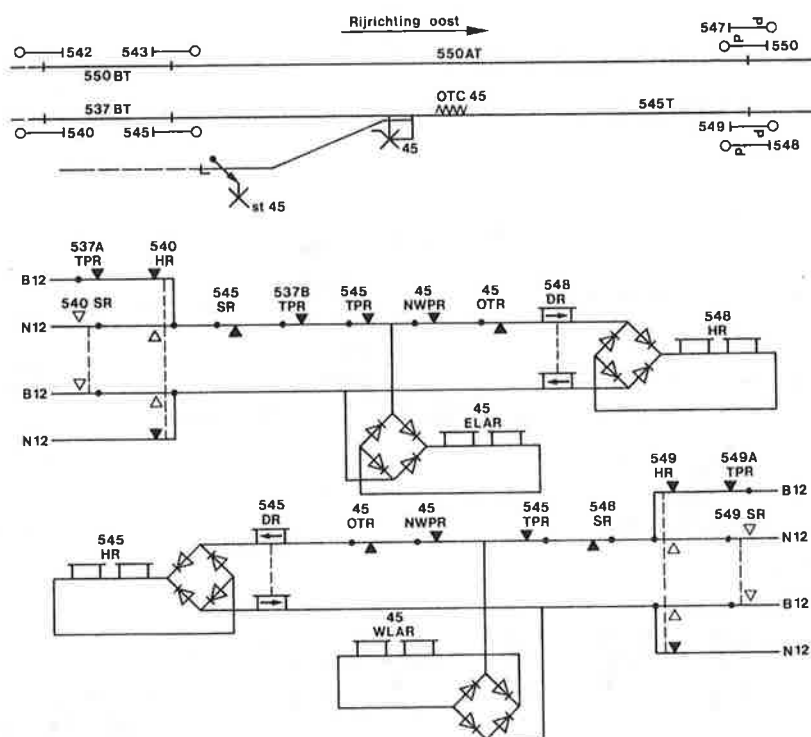 Rijrichting oost
542 543 547
550
550AT
550BT
OTC 45
537BT 545T
540 545 549
45 548
st 45
537A TPR 540 HR
B12
540 SR 545 SR 537B TPR 545 TPR 45 NWPR 45 OTR 548 DR
N12
548 HR
B12
N12
45 ELAR
549 HR 549A TPR
B12
545 DR 45 OTR 45 NWPR 545 TPR 548 SR 549 SR
545 HR
N12
B12
45 WLAR
N12